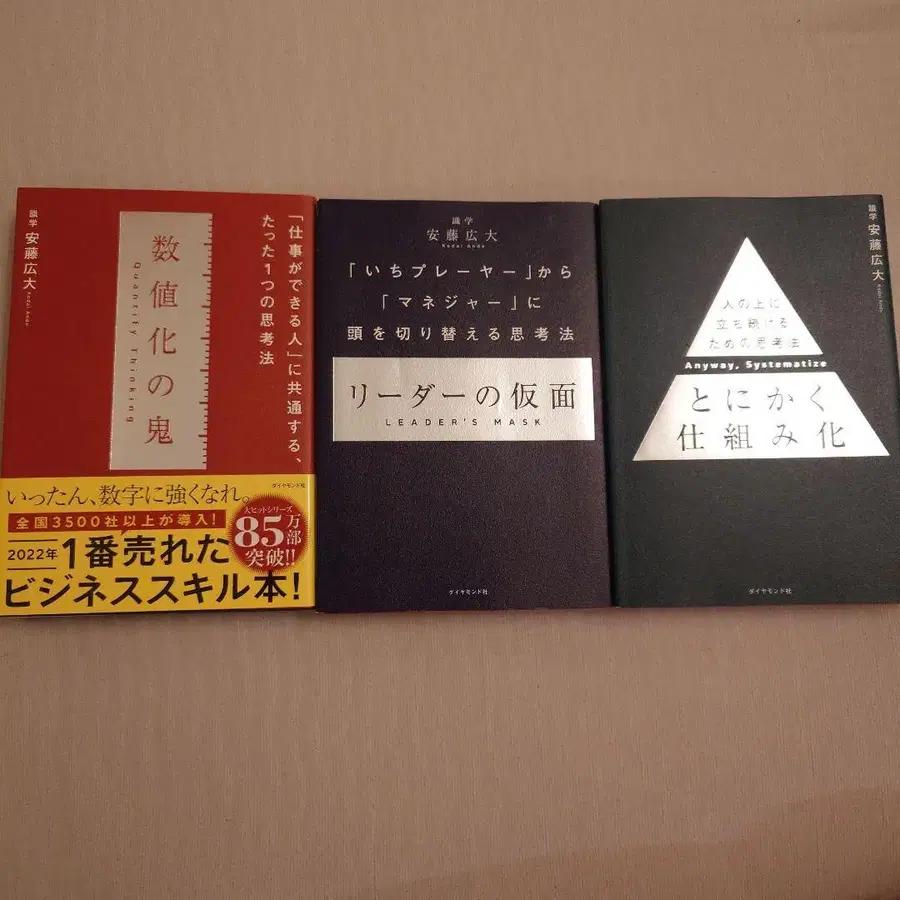 「仕事ができる人」に共通する、
たった1つの思考法
数値化の鬼
Quantity Thinking
識学 安藤広大
Kodai Ando
ダイヤモンド社
いったん、数字に強くなれ。
全国3500社以上が導入!
2022年 1番売れた
ビジネススキル本!
大ヒットシリーズ
85万部
突破!!
識学
安藤広大
Kodai Ando
「いちプレーヤー」から
「マネジャー」に
頭を切り替える思考法
リーダーの仮面
LEADER'S MASK
ダイヤモンド社
識学 安藤広大
Kodai Ando
人の上に
立ち続ける
ための思考法
Anyway, Systematize
とにかく
仕組み化
ダイヤモンド社